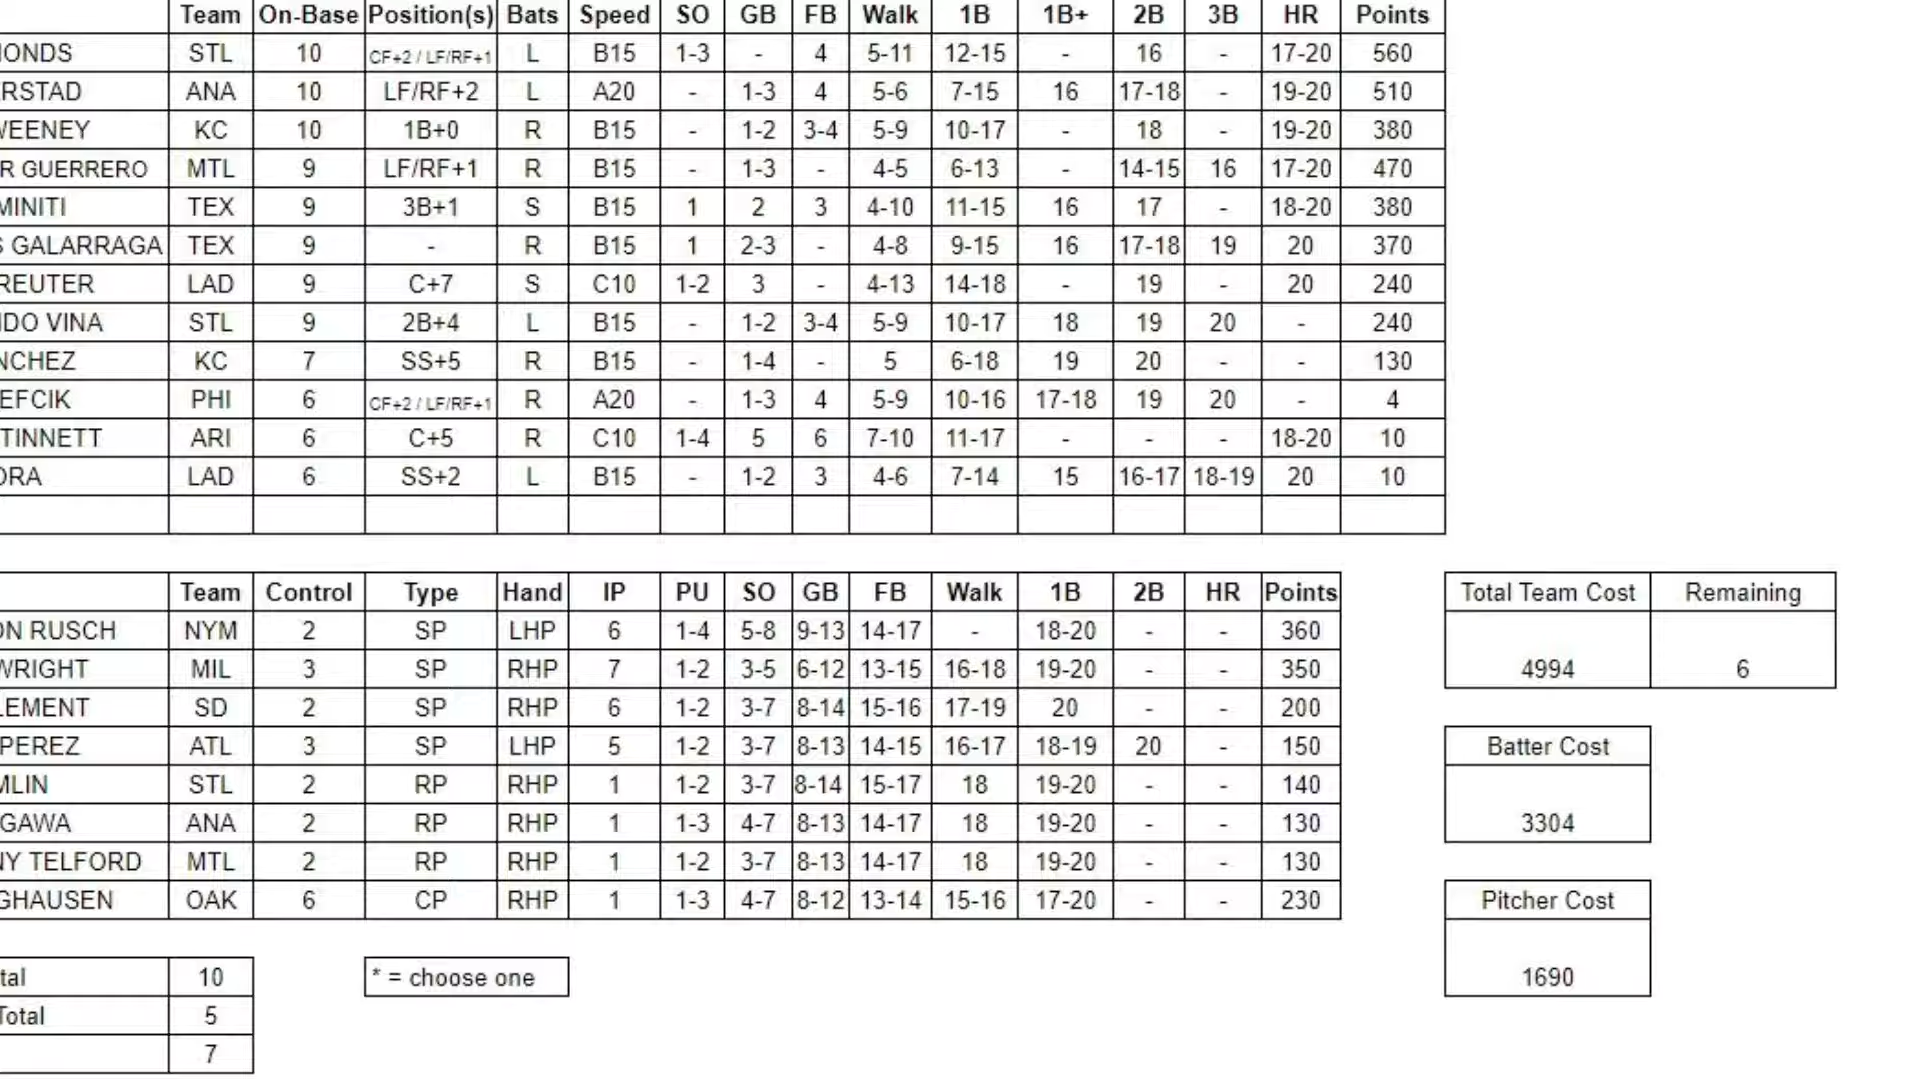 Team On-Base Position(s) Bats Speed SO GB FB Walk 1B 1B+ 2B 3B HR Points
IONDS STL 10 CF+2 / LF/RF+1 L B15 1-3 - 4 5-11 12-15 - 16 - 17-20 560
RSTAD ANA 10 LF/RF+2 L A20 - 1-3 4 5-6 7-15 16 17-18 - 19-20 510
WEENEY KC 10 1B+0 R B15 - 1-2 3-4 5-9 10-17 - 18 - 19-20 380
R GUERRERO MTL 9 LF/RF+1 R B15 - 1-3 - 4-5 6-13 - 14-15 16 17-20 470
MINITI TEX 9 3B+1 S B15 1 2 3 4-10 11-15 16 17 - 18-20 380
S GALARRAGA TEX 9 - R B15 1 2-3 - 4-8 9-15 16 17-18 19 20 370
REUTER LAD 9 C+7 S C10 1-2 3 - 4-13 14-18 - 19 - 20 240
DO VINA STL 9 2B+4 L B15 - 1-2 3-4 5-9 10-17 18 19 20 - 240
NCHEZ KC 7 SS+5 R B15 - 1-4 - 5 6-18 19 20 - - 130
EFCIK PHI 6 CF+2 / LF/RF+1 R A20 - 1-3 4 5-9 10-16 17-18 19 20 - 4
TINNETT ARI 6 C+5 R C10 1-4 5 6 7-10 11-17 - - - 18-20 10
ORA LAD 6 SS+2 L B15 - 1-2 3 4-6 7-14 15 16-17 18-19 20 10
Team Control Type Hand IP PU SO GB FB Walk 1B 2B HR Points Total Team Cost Remaining
ON RUSCH NYM 2 SP LHP 6 1-4 5-8 9-13 14-17 - 18-20 - - 360
WRIGHT MIL 3 SP RHP 7 1-2 3-5 6-12 13-15 16-18 19-20 - - 350 4994 6
LEMENT SD 2 SP RHP 6 1-2 3-7 8-14 15-16 17-19 20 - - 200
PEREZ ATL 3 SP LHP 5 1-2 3-7 8-13 14-15 16-17 18-19 20 - 150 Batter Cost
MLIN STL 2 RP RHP 1 1-2 3-7 8-14 15-17 18 19-20 - - 140
GAWA ANA 2 RP RHP 1 1-3 4-7 8-13 14-17 18 19-20 - - 130 3304
NY TELFORD MTL 2 RP RHP 1 1-2 3-7 8-13 14-17 18 19-20 - - 130
GHAUSEN OAK 6 CP RHP 1 1-3 4-7 8-12 13-14 15-16 17-20 - - 230 Pitcher Cost
tal 10 * = choose one 1690
Total 5
7